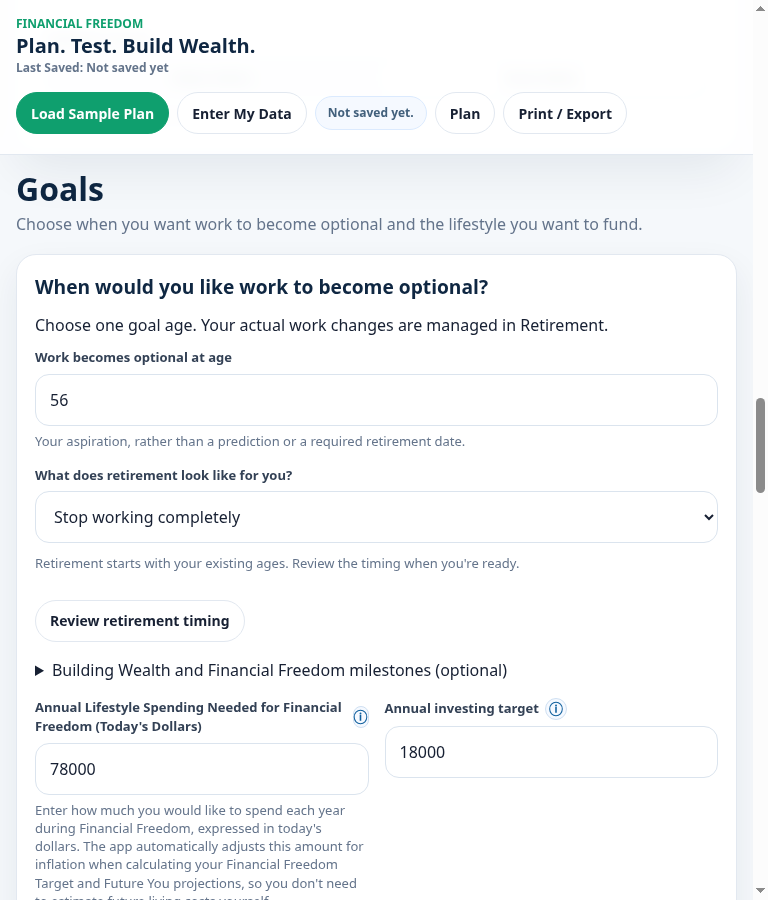 FINANCIAL FREEDOM
Plan. Test. Build Wealth.
Last Saved: Not saved yet
Load Sample Plan
Enter My Data
Not saved yet.
Plan
Print / Export
Goals
Choose when you want work to become optional and the lifestyle you want to fund.
When would you like work to become optional?
Choose one goal age. Your actual work changes are managed in Retirement.
Work becomes optional at age
56
Your aspiration, rather than a prediction or a required retirement date.
What does retirement look like for you?
Stop working completely
Retirement starts with your existing ages. Review the timing when you're ready.
Review retirement timing
Building Wealth and Financial Freedom milestones (optional)
Annual Lifestyle Spending Needed for Financial
Freedom (Today's Dollars)
78000
Enter how much you would like to spend each year
during Financial Freedom, expressed in today's
dollars. The app automatically adjusts this amount for
inflation when calculating your Financial Freedom
Target and Future You projections, so you don't need
to estimate future living costs yourself.
Annual investing target
18000